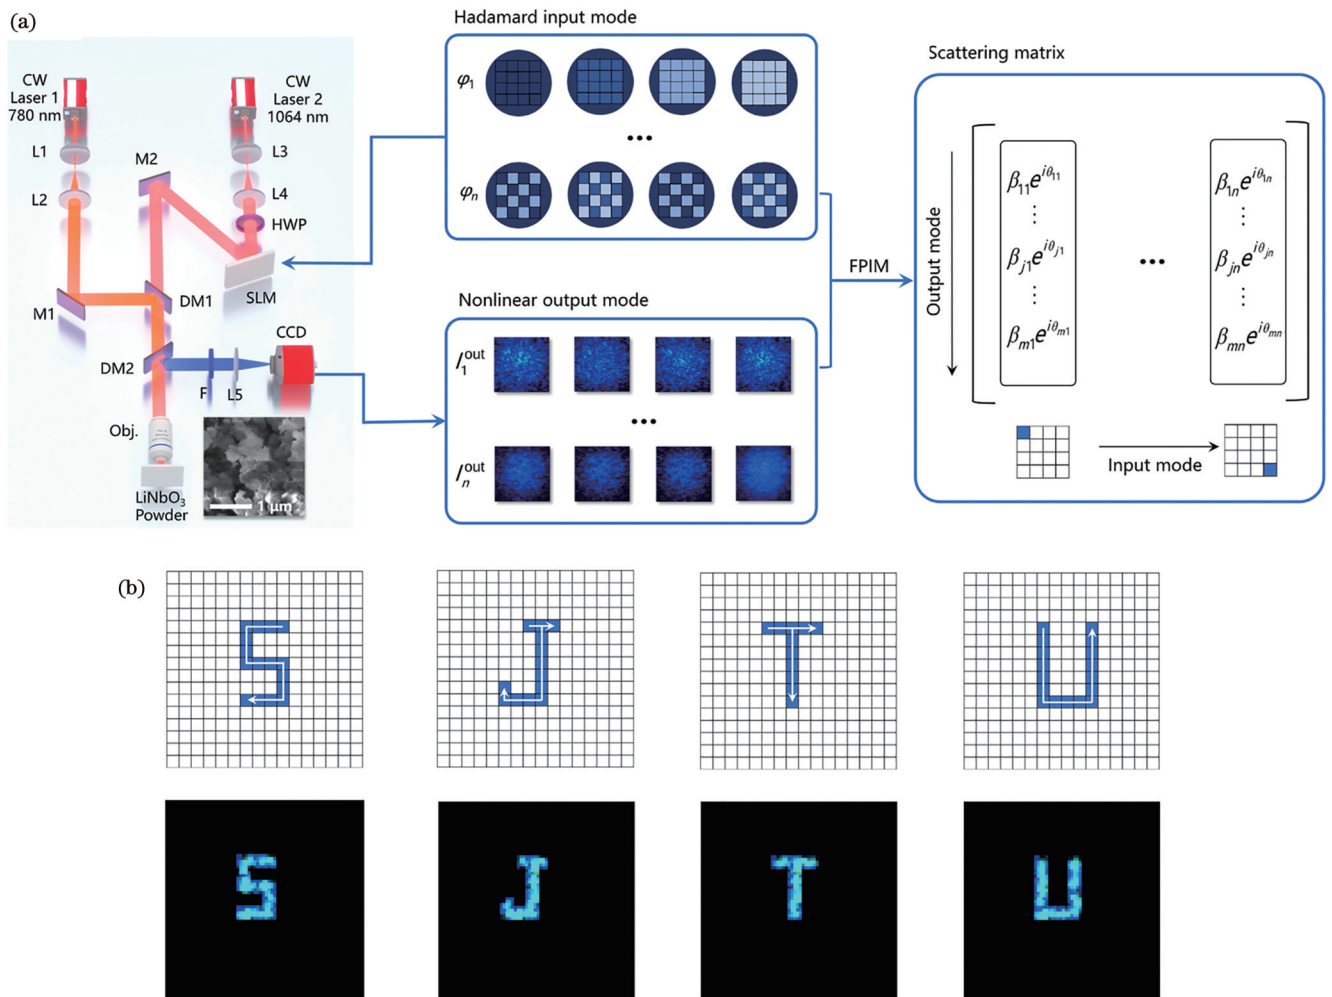 (a)
Hadamard input mode
Scattering matrix
CW
Laser 1
780 nm
CW
Laser 2
1064 nm
φ1
...
φn
L1
M2
L3
L2
L4
HWP
SLM
M1
DM1
FPIM
Nonlinear output mode
CCD
DM2
F
L5
I1out
...
Inout
Obj.
LiNbO3
Powder
1 μm
Output mode
β11eiθ11
⋮
βj1eiθj1
⋮
βm1eiθm1
...
β1neiθ1n
⋮
βjneiθjn
⋮
βmneiθmn
Input mode
(b)
S
J
T
U
S
J
T
U